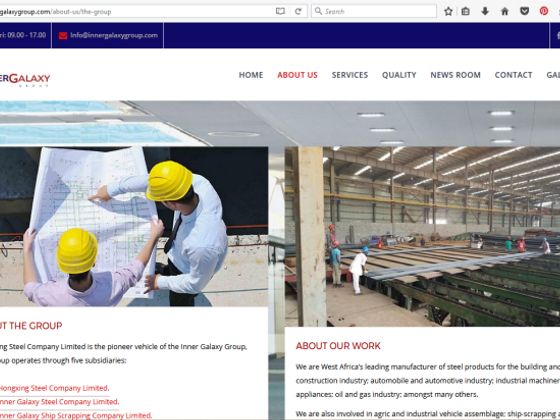 galaxygroup.com/about-us/the-group
Search
ri: 09.00 - 17.00
Info@innergalaxygroup.com
ERGALAXY
GROUP
HOME
ABOUT US
SERVICES
QUALITY
NEWS ROOM
CONTACT
GAL
UT THE GROUP
ng Steel Company Limited is the pioneer vehicle of the Inner Galaxy Group,
oup operates through five subsidiaries:
Hongxing Steel Company Limited.
nner Galaxy Steel Company Limited.
nner Galaxy Ship Scrapping Company Limited.
ABOUT OUR WORK
We are West Africa's leading manufacturer of steel products for the building and
construction industry; automobile and automotive industry; industrial machiner
appliances; oil and gas industry; amongst many others.
We are also involved in agric and industrial vehicle assemblage: ship-scrapping